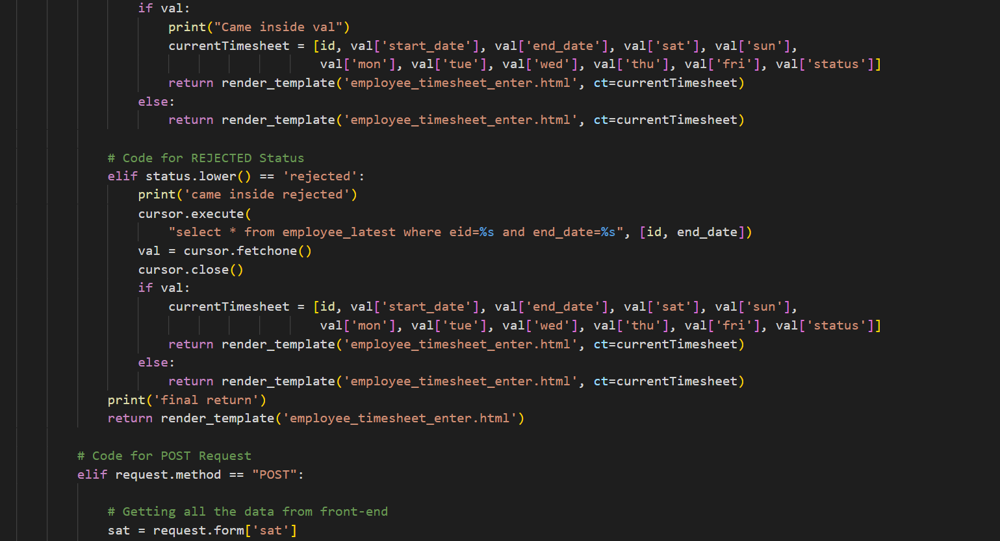 if val:
print("Came inside val")
currentTimesheet = [id, val['start_date'], val['end_date'], val['sat'], val['sun'],
val['mon'], val['tue'], val['wed'], val['thu'], val['fri'], val['status']]
return render_template('employee_timesheet_enter.html', ct=currentTimesheet)
else:
return render_template('employee_timesheet_enter.html', ct=currentTimesheet)
# Code for REJECTED Status
elif status.lower() == 'rejected':
print('came inside rejected')
cursor.execute(
"select * from employee_latest where eid=%s and end_date=%s", [id, end_date])
val = cursor.fetchone()
cursor.close()
if val:
currentTimesheet = [id, val['start_date'], val['end_date'], val['sat'], val['sun'],
val['mon'], val['tue'], val['wed'], val['thu'], val['fri'], val['status']]
return render_template('employee_timesheet_enter.html', ct=currentTimesheet)
else:
return render_template('employee_timesheet_enter.html', ct=currentTimesheet)
print('final return')
return render_template('employee_timesheet_enter.html')
# Code for POST Request
elif request.method == "POST":
# Getting all the data from front-end
sat = request.form['sat']